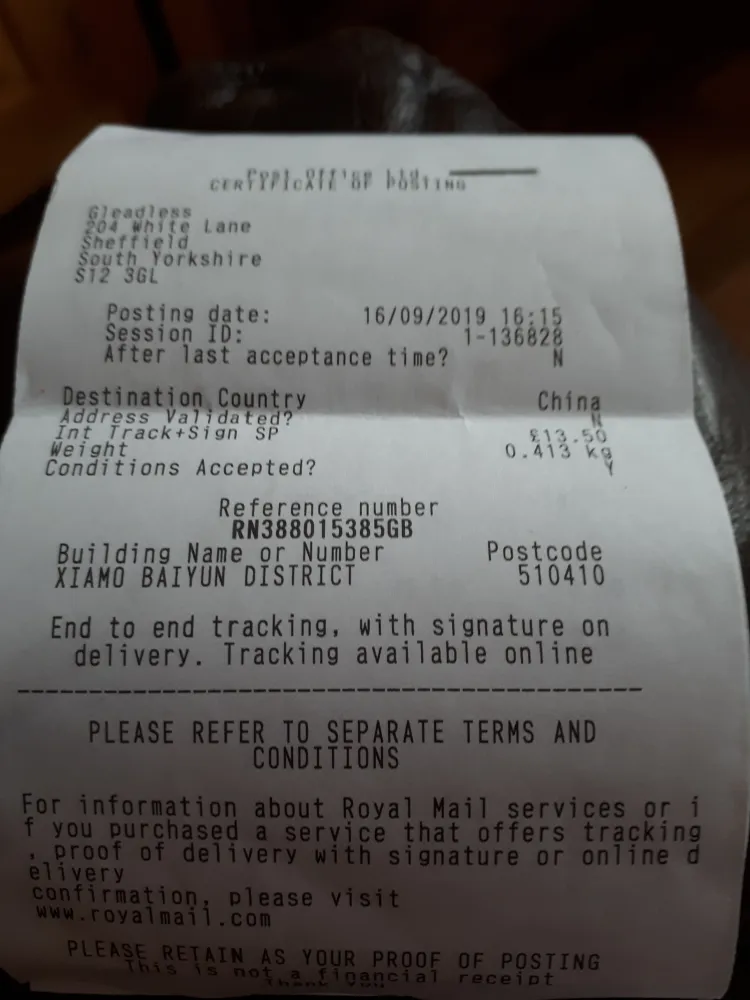 Post Office Ltd.
CERTIFICATE OF POSTING
Gleadless
204 White Lane
Sheffield
South Yorkshire
S12 3GL
Posting date: 16/09/2019 16:15
Session ID: 1-136828
After last acceptance time? N
Destination Country China
Address Validated? N
Int Track+Sign SP £13.50
Weight 0.413 kg
Conditions Accepted? Y
Reference number
RN388015385GB
Building Name or Number Postcode
XIAMO BAIYUN DISTRICT 510410
End to end tracking, with signature on
delivery. Tracking available online
PLEASE REFER TO SEPARATE TERMS AND
CONDITIONS
For information about Royal Mail services or i
f you purchased a service that offers tracking
, proof of delivery with signature or online d
elivery
confirmation, please visit
www.royalmail.com
PLEASE RETAIN AS YOUR PROOF OF POSTING
This is not a financial receipt
Thank You